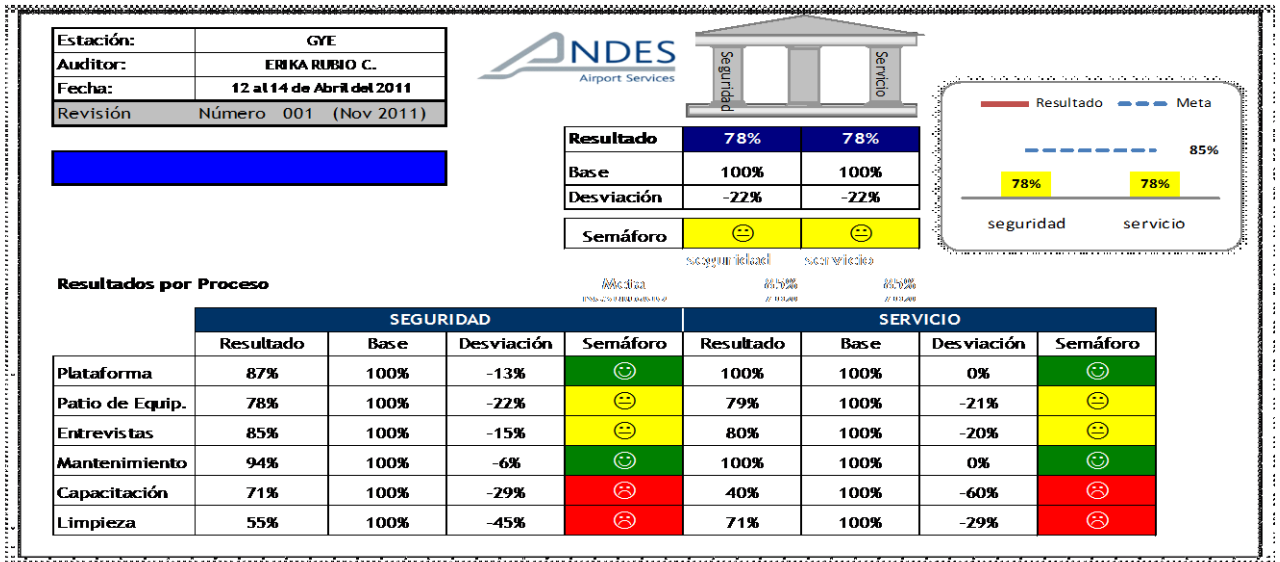 Estación: GYE
Auditor: ERIKA RUBIO C.
Fecha: 12 al 14 de Abril del 2011
Revisión Número 001 (Nov 2011)
ANDES
Airport Services
Seguridad
Servicio
Resultado 78% 78%
Base 100% 100%
Desviación -22% -22%
Semáforo
seguridad servicio
Meta 85% 85%
Resultado Meta
85%
78% 78%
seguridad servicio
Resultados por Proceso
SEGURIDAD SERVICIO
Resultado Base Desviación Semáforo Resultado Base Desviación Semáforo
Plataforma 87% 100% -13% 100% 100% 0%
Patio de Equip. 78% 100% -22% 79% 100% -21%
Entrevistas 85% 100% -15% 80% 100% -20%
Mantenimiento 94% 100% -6% 100% 100% 0%
Capacitación 71% 100% -29% 40% 100% -60%
Limpieza 55% 100% -45% 71% 100% -29%